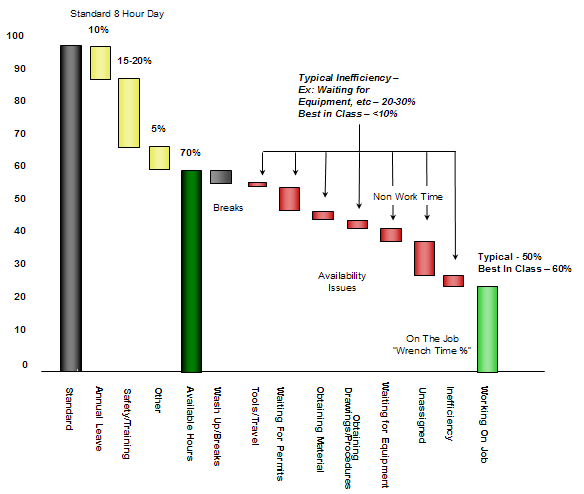 Standard 8 Hour Day
10%
15-20%
5%
70%
Typical Inefficiency –
Ex: Waiting for
Equipment, etc – 20-30%
Best in Class – <10%
100
90
80
70
60
50
40
30
20
10
0
Breaks
Non Work Time
Availability
Issues
Typical - 50%
Best In Class – 60%
On The Job
"Wrench Time %"
Standard
Annual Leave
Safety/Training
Other
Available Hours
Wash Up/Breaks
Tools/Travel
Waiting For Permits
Obtaining Material
Obtaining
Drawings/Procedures
Waiting for Equipment
Unassigned
Inefficiency
Working On Job